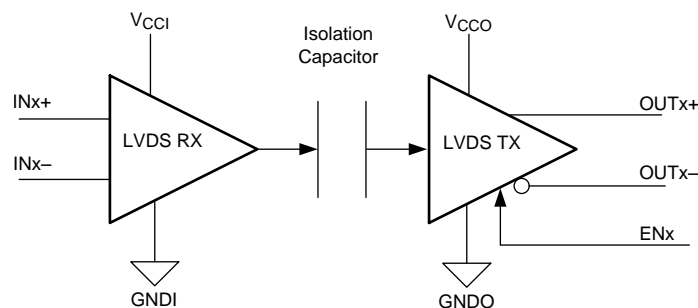 VCCI
Isolation
Capacitor
VCCO
INx+
LVDS RX
INx–
GNDI
LVDS TX
OUTx+
OUTx–
ENx
GNDO